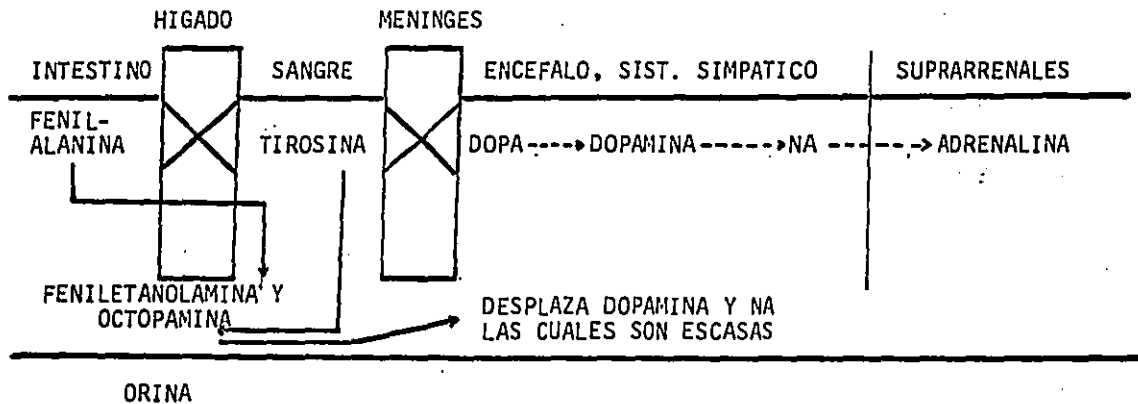 HIGADO
MENINGES
INTESTINO
SANGRE
ENCEFALO, SIST. SIMPATICO
SUPRARRENALES
FENIL-
ALANINA
TIROSINA
DOPA
DOPAMINA
NA
ADRENALINA
FENILETANOLAMINA Y
OCTOPAMINA
DESPLAZA DOPAMINA Y NA
LAS CUALES SON ESCASAS
ORINA